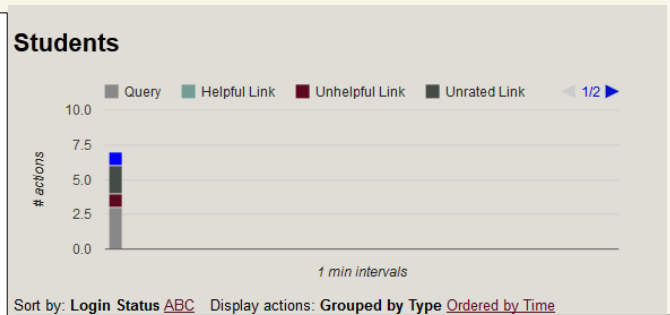 Students
Query Helpful Link Unhelpful Link Unrated Link 1/2
10.0
7.5
5.0
2.5
0.0
# actions
1 min intervals
Sort by: Login Status ABC Display actions: Grouped by Type Ordered by Time